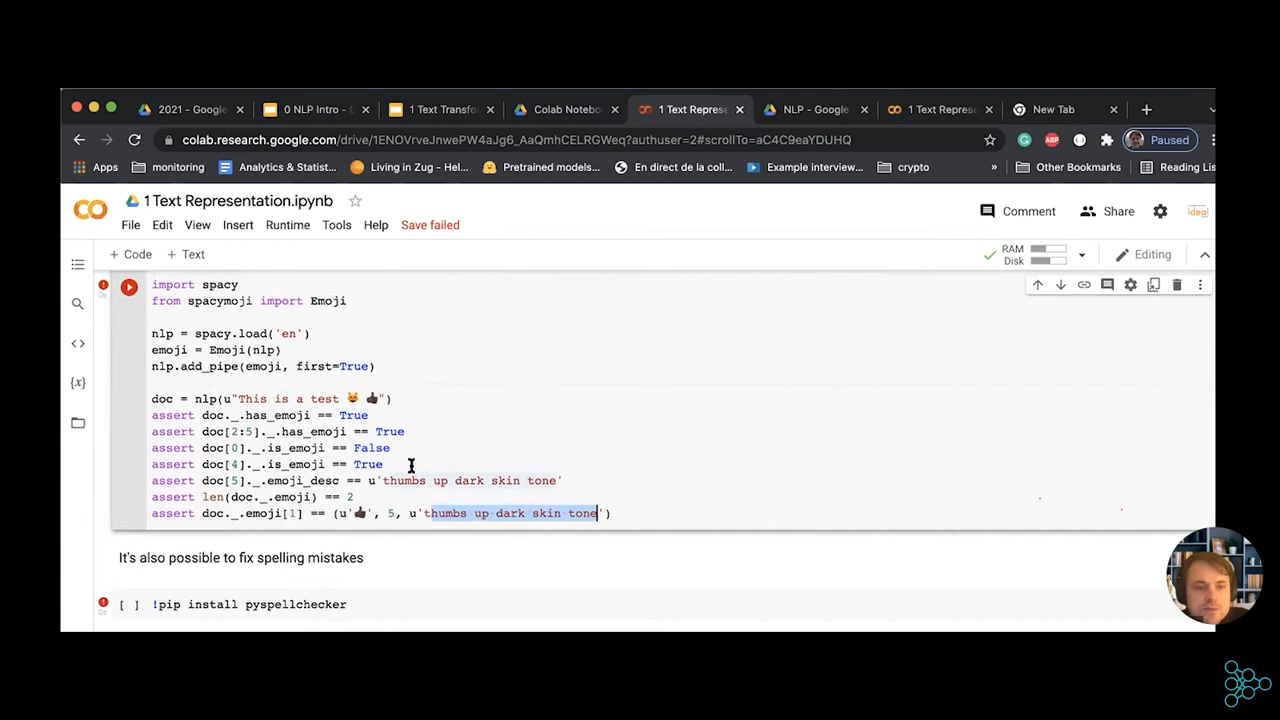 2021 - Google
0 NLP Intro - G
1 Text Transfo
Colab Notebo
1 Text Represe
NLP - Google
1 Text Represe
New Tab
colab.research.google.com/drive/1ENOVrveJnwePW4aJg6_AaQmhCELRGWeq?authuser=2#scrollTo=aC4C9eaYDUHQ
ABP
Paused
Apps
monitoring
Analytics & Statist...
Living in Zug - Hel...
Pretrained models...
En direct de la coll...
Example interview...
crypto
»
Other Bookmarks
Reading List
1 Text Representation.ipynb
File Edit View Insert Runtime Tools Help Save failed
Comment
Share
idegi
+ Code + Text
RAM
Disk
Editing
import spacy
from spacymoji import Emoji
nlp = spacy.load('en')
emoji = Emoji(nlp)
nlp.add_pipe(emoji, first=True)
doc = nlp(u"This is a test 😻 👍🏿")
assert doc._.has_emoji == True
assert doc[2:5]._.has_emoji == True
assert doc[0]._.is_emoji == False
assert doc[4]._.is_emoji == True
assert doc[5]._.emoji_desc == u'thumbs up dark skin tone'
assert len(doc._.emoji) == 2
assert doc._.emoji[1] == (u'👍🏿', 5, u'thumbs up dark skin tone')
It's also possible to fix spelling mistakes
[ ] !pip install pyspellchecker